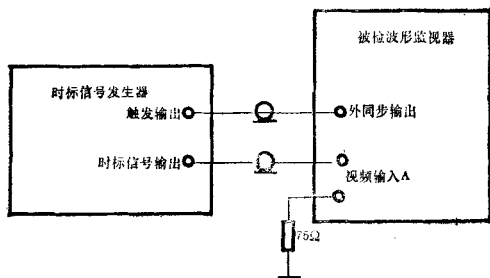 被检波形监视器
时标信号发生器
触发输出
外同步输出
时标信号输出
视频输入A
75Ω